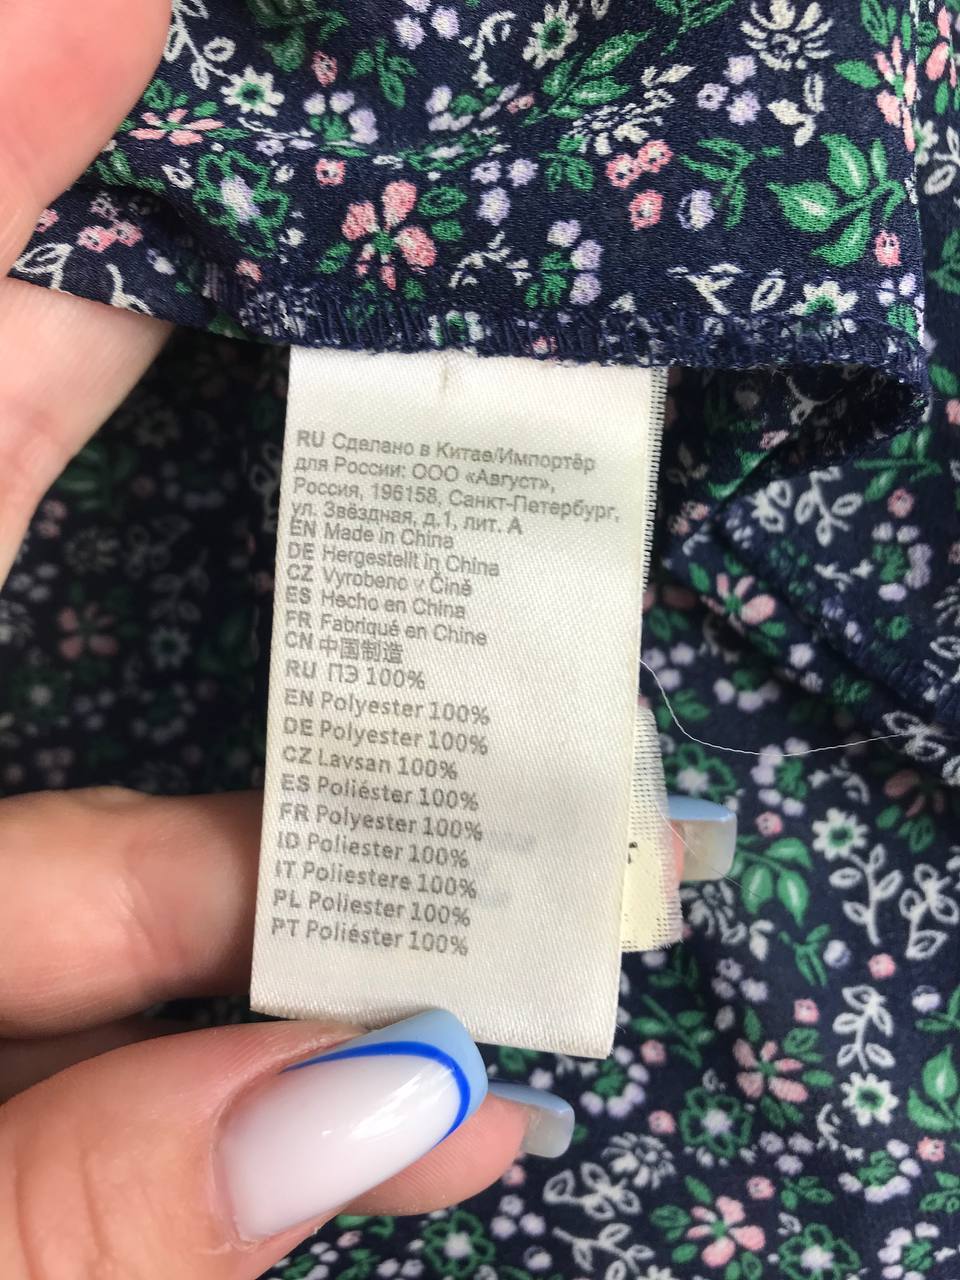 RU Сделано в Китае/Импортёр
для России: ООО «Август»,
Россия, 196158, Санкт-Петербург,
ул. Звёздная, д.1, лит. А
EN Made in China
DE Hergestellt in China
CZ Vyrobeno v Číně
ES Hecho en China
FR Fabriqué en Chine
CN 中国制造
RU ПЭ 100%
EN Polyester 100%
DE Polyester 100%
CZ Lavsan 100%
ES Poliéster 100%
FR Polyester 100%
ID Poliester 100%
IT Poliestere 100%
PL Poliester 100%
PT Poliéster 100%